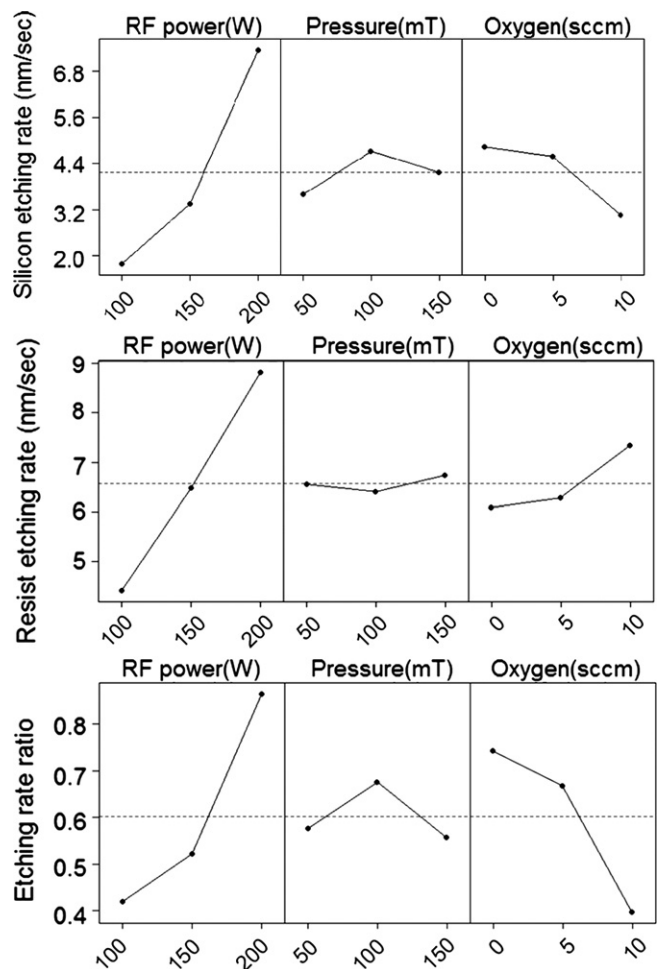 RF power(W) Pressure(mT) Oxygen(sccm)
Silicon etching rate (nm/sec)
6.8
5.6
4.4
3.2
2.0
100 150 200 50 100 150 0 5 10
RF power(W) Pressure(mT) Oxygen(sccm)
Resist etching rate (nm/sec)
9
8
7
6
5
100 150 200 50 100 150 0 5 10
RF power(W) Pressure(mT) Oxygen(sccm)
Etching rate ratio
0.8
0.7
0.6
0.5
0.4
100 150 200 50 100 150 0 5 10